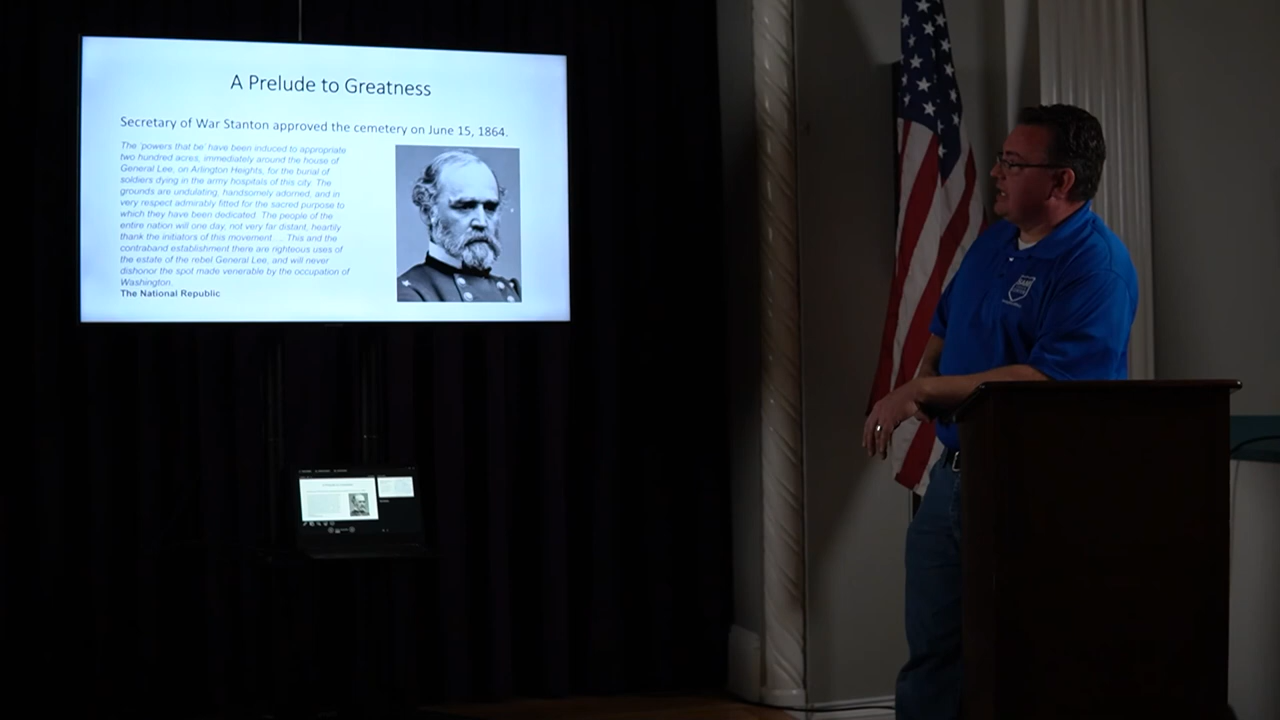 A Prelude to Greatness
Secretary of War Stanton approved the cemetery on June 15, 1864.
The 'powers that be' have been induced to appropriate
two hundred acres, immediately around the house of
General Lee, on Arlington Heights, for the burial of
soldiers dying in the army hospitals of this city. The
grounds are undulating, handsomely adorned, and in
very respect admirably fitted for the sacred purpose to
which they have been dedicated. The people of the
entire nation will one day, not very far distant, heartily
thank the initiators of this movement . . . This and the
contraband establishment there are righteous uses of
the estate of the rebel General Lee, and will never
dishonor the spot made venerable by the occupation of
Washington.
The National Republic